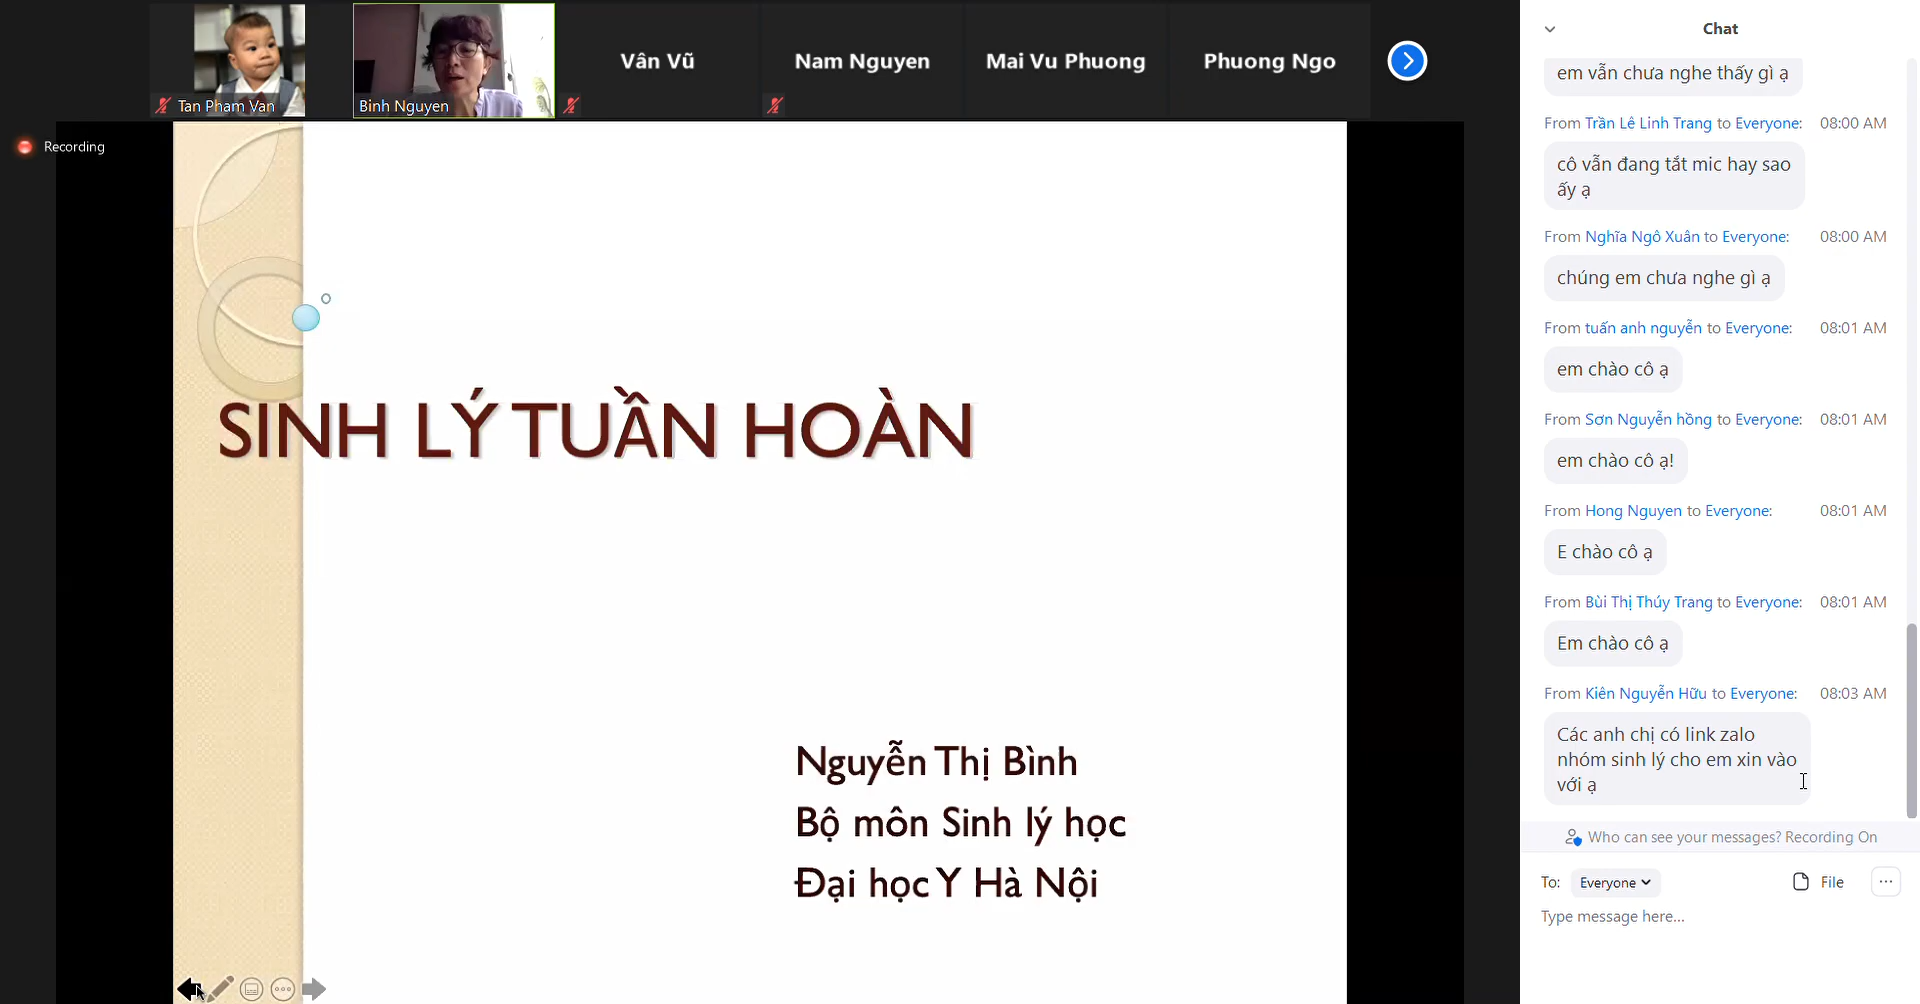 Tan Pham Van
Binh Nguyen
Vân Vũ
Nam Nguyen
Mai Vu Phuong
Phuong Ngo
Recording
SINH LÝ TUẦN HOÀN
Nguyễn Thị Bình
Bộ môn Sinh lý học
Đại học Y Hà Nội
Chat
em vẫn chưa nghe thấy gì ạ
From Trần Lê Linh Trang to Everyone: 08:00 AM
cô vẫn đang tắt mic hay sao
ấy ạ
From Nghĩa Ngô Xuân to Everyone: 08:00 AM
chúng em chưa nghe gì ạ
From tuấn anh nguyễn to Everyone: 08:01 AM
em chào cô ạ
From Sơn Nguyễn hồng to Everyone: 08:01 AM
em chào cô ạ!
From Hong Nguyen to Everyone: 08:01 AM
E chào cô ạ
From Bùi Thị Thúy Trang to Everyone: 08:01 AM
Em chào cô ạ
From Kiên Nguyễn Hữu to Everyone: 08:03 AM
Các anh chị có link zalo
nhóm sinh lý cho em xin vào
với ạ
Who can see your messages? Recording On
To: Everyone File
Type message here...